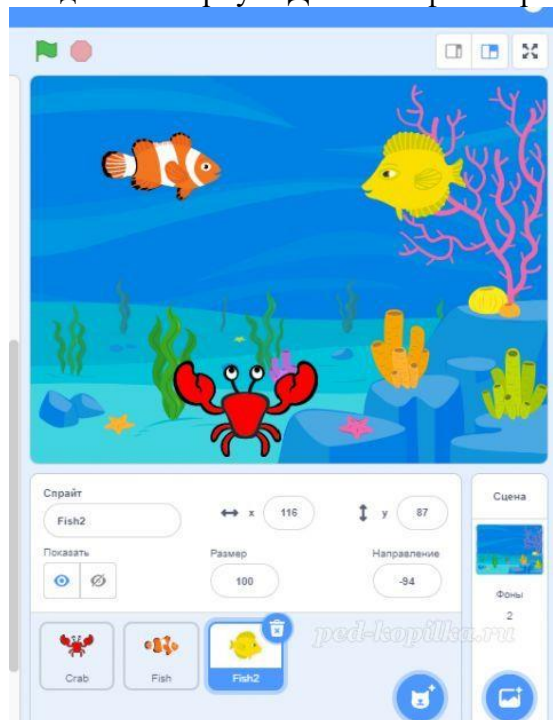 Спрайт
Сцена
Fish2
x 116
y 87
Показать
Размер
Направление
100
-94
Фоны
2
ped-kopilka.ru
Crab
Fish
Fish2